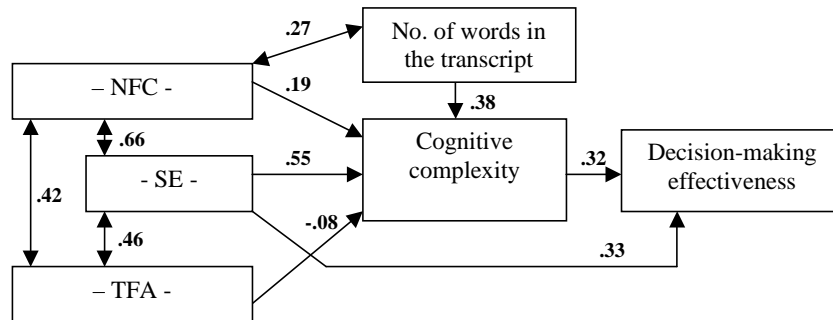 .27
No. of words in
the transcript
– NFC -
.19
.38
.66
Cognitive
complexity
.55
.32
Decision-making
effectiveness
- SE -
.42
.46
-.08
.33
– TFA -